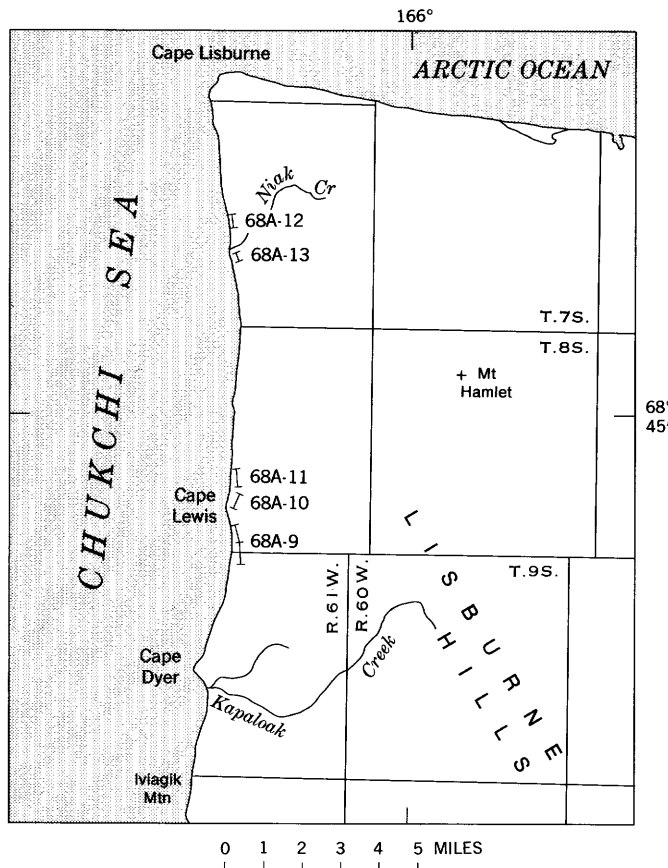 166°
Cape Lisburne
ARCTIC OCEAN
CHUKCHI SEA
Niak Cr
68A-12
68A-13
T.7S.
T.8S.
+ Mt
Hamlet
68°
45'
68A-11
Cape
Lewis
68A-10
68A-9
T.9S.
R.61W.
R.60W.
LISBURNE
HILLS
Cape
Dyer
Kapaloak Creek
Iviagik
Mtn
0 1 2 3 4 5 MILES